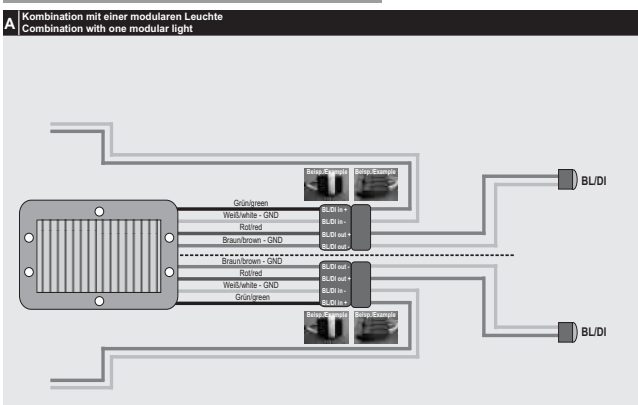 A
Kombination mit einer modularen Leuchte
Combination with one modular light
Beisp./Example Beisp./Example
BL/DI
Grün/green
BL/DI in +
Weiß/white - GND
BL/DI in -
Rot/red
BL/DI out +
Braun/brown - GND
BL/DI out -
Braun/brown - GND
BL/DI out -
Rot/red
BL/DI out +
Weiß/white - GND
BL/DI in -
Grün/green
BL/DI in +
Beisp./Example Beisp./Example
BL/DI